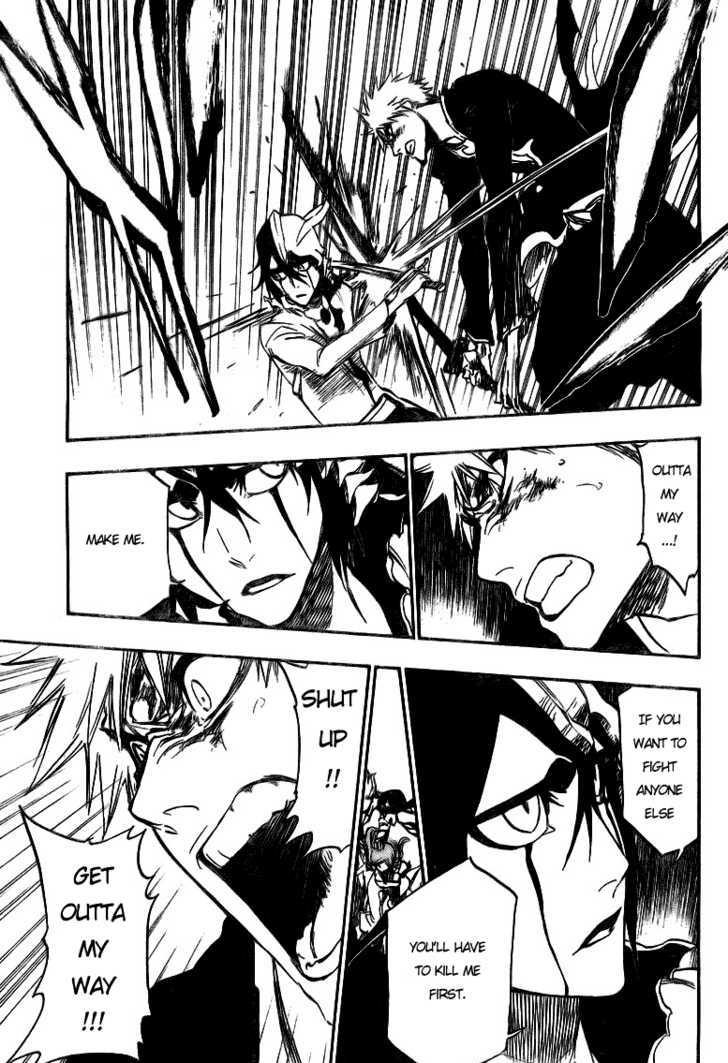 OUTTA
MY
WAY
...!
MAKE ME.
IF YOU
WANT TO
FIGHT
ANYONE
ELSE
YOU'LL HAVE
TO KILL ME
FIRST.
SHUT
UP
!!
GET
OUTTA
MY
WAY
!!!